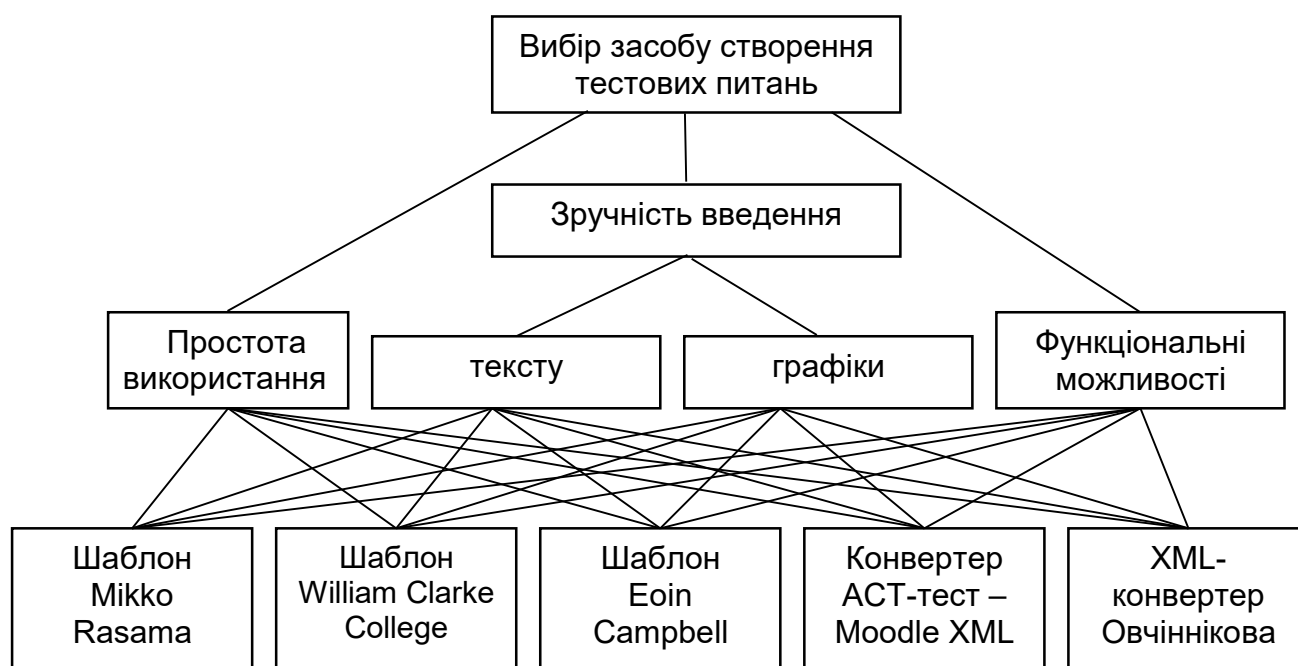 Вибір засобу створення
тестових питань
Зручність введення
Простота
використання
тексту
графіки
Функціональні
можливості
Шаблон
Mikko
Rasama
Шаблон
William Clarke
College
Шаблон
Eoin
Campbell
Конвертер
АСТ-тест –
Moodle XML
XML-
конвертер
Овчіннікова